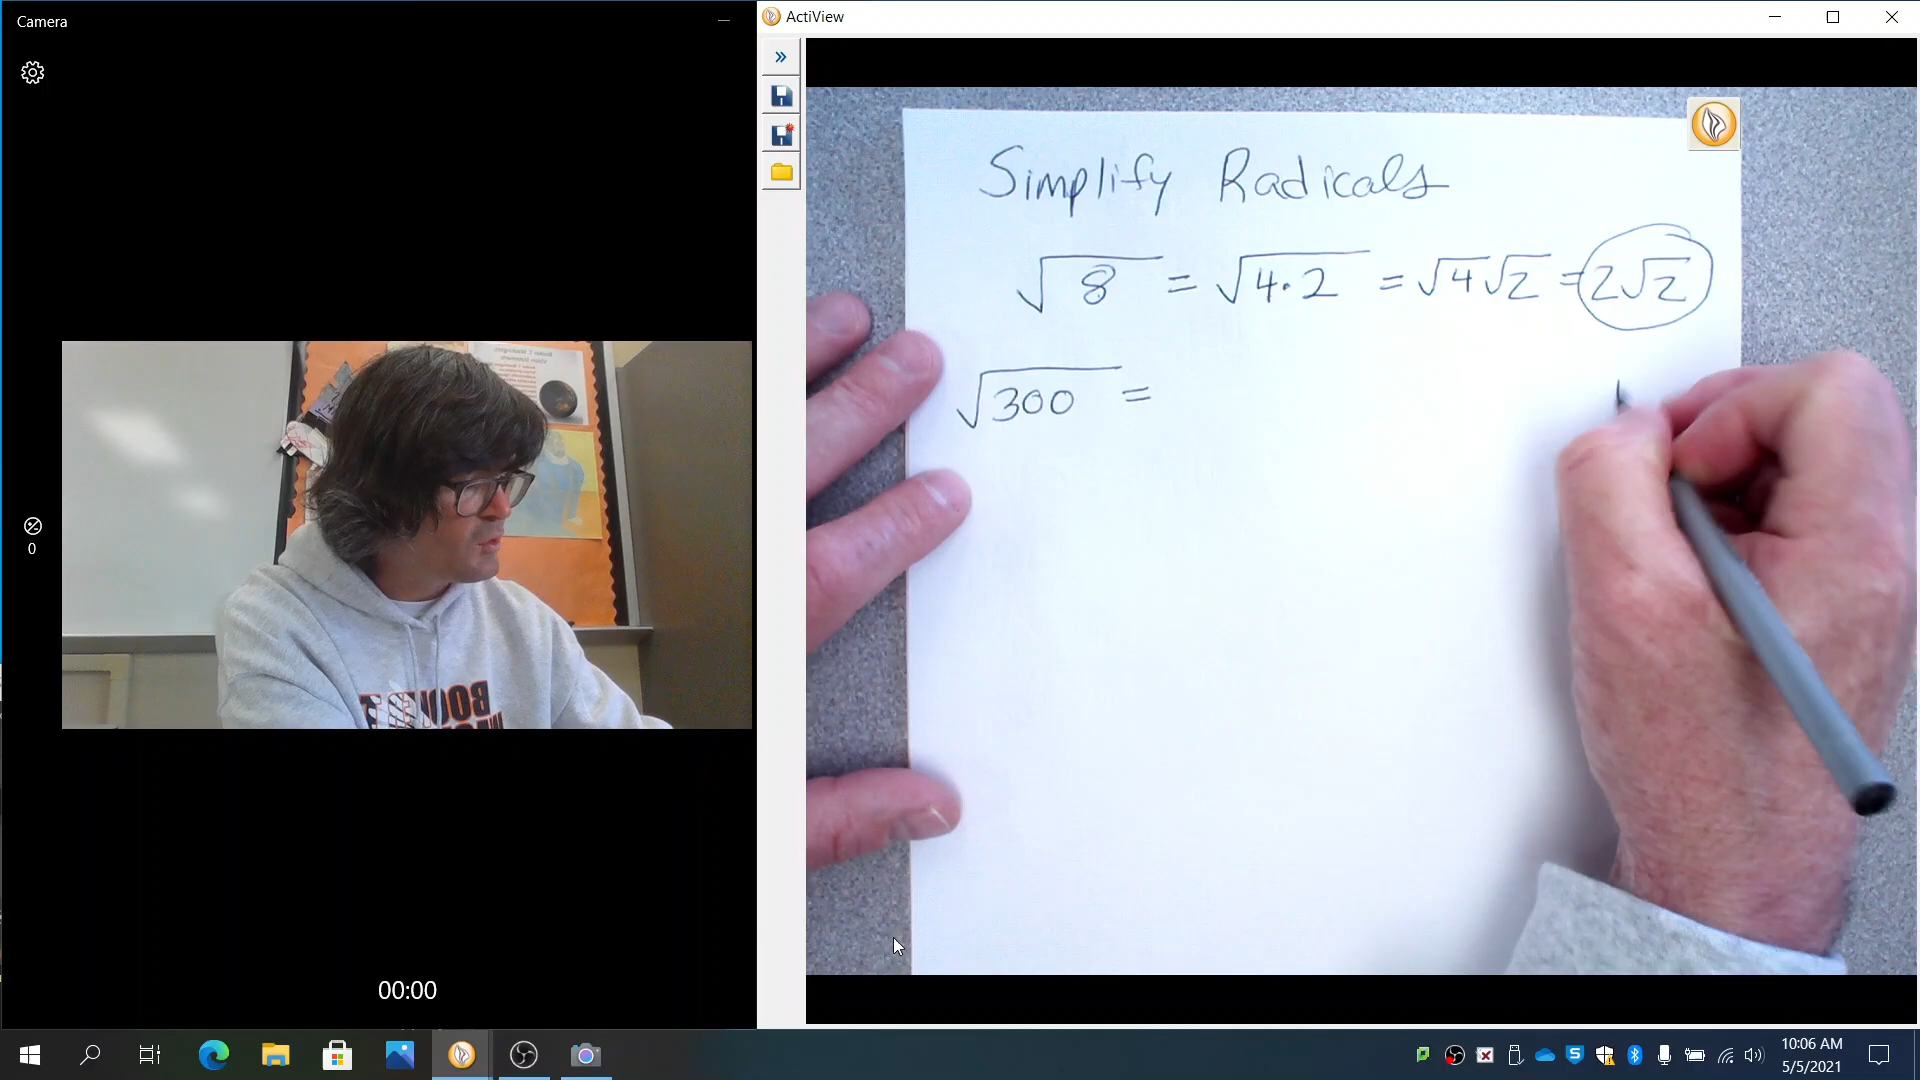 Camera
ActiView
Simplify Radicals
√8 = √4·2 = √4√2 = 2√2
√300 =
0
00:00
10:06 AM
5/5/2021